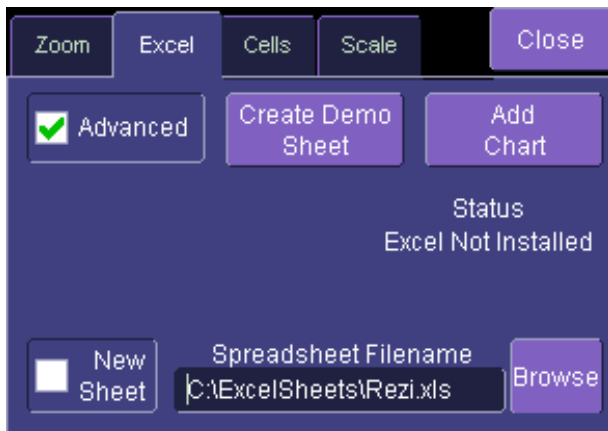 Zoom Excel Cells Scale Close
Advanced
Create Demo
Sheet
Add
Chart
Status
Excel Not Installed
New
Sheet
Spreadsheet Filename
C:\ExcelSheets\Rezi.xls
Browse